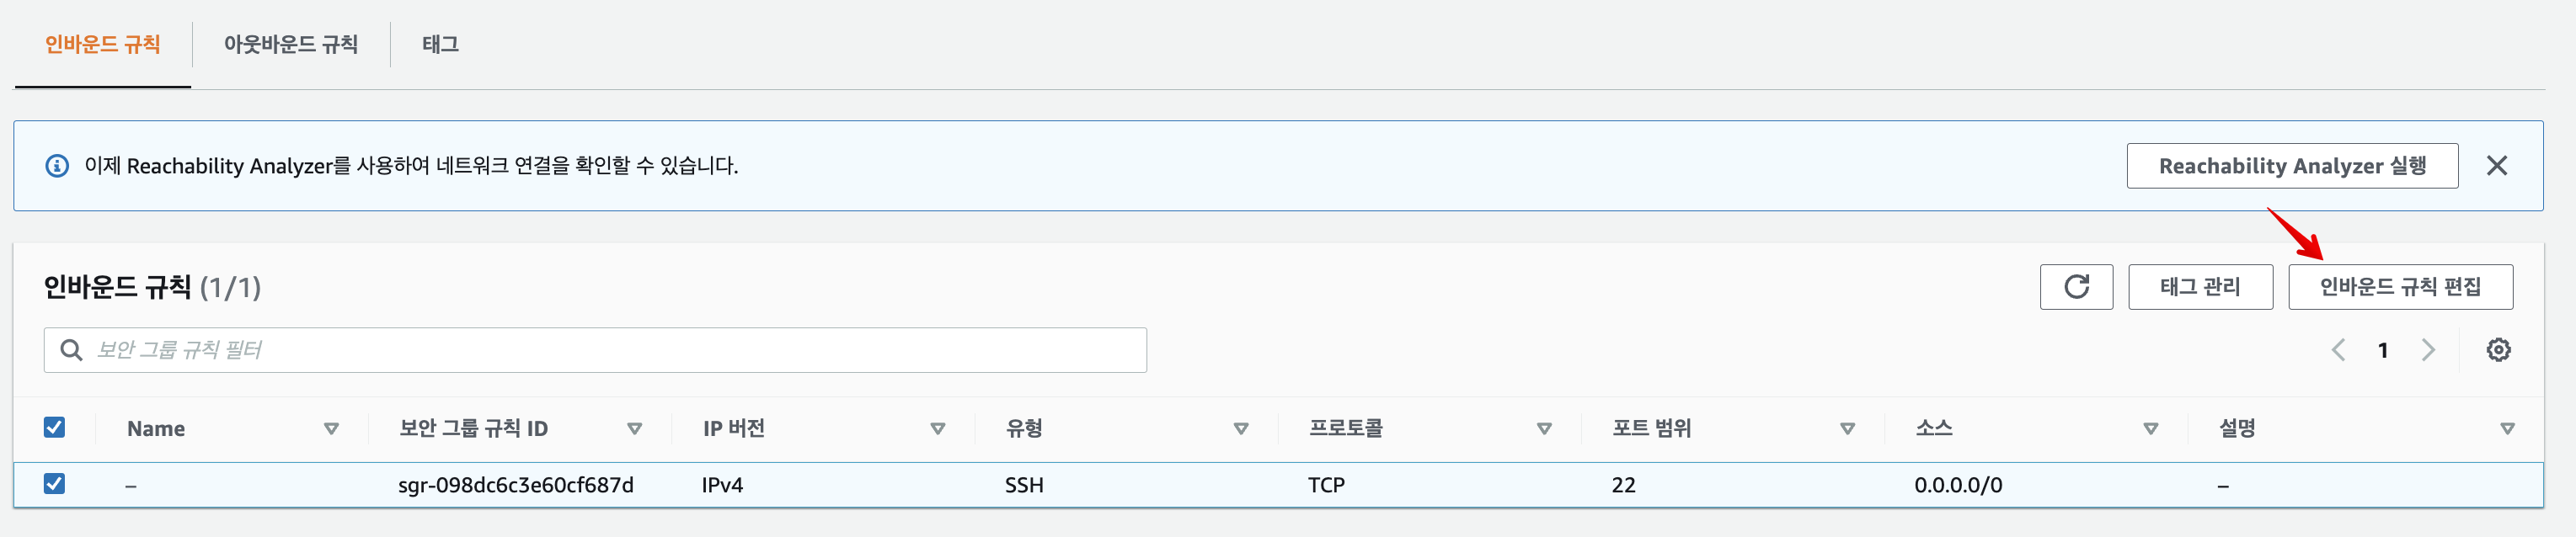 인바운드 규칙 아웃바운드 규칙 태그
이제 Reachability Analyzer를 사용하여 네트워크 연결을 확인할 수 있습니다. Reachability Analyzer 실행
인바운드 규칙 (1/1) 태그 관리 인바운드 규칙 편집
보안 그룹 규칙 필터 1
Name 보안 그룹 규칙 ID IP 버전 유형 프로토콜 포트 범위 소스 설명
– sgr-098dc6c3e60cf687d IPv4 SSH TCP 22 0.0.0.0/0 –